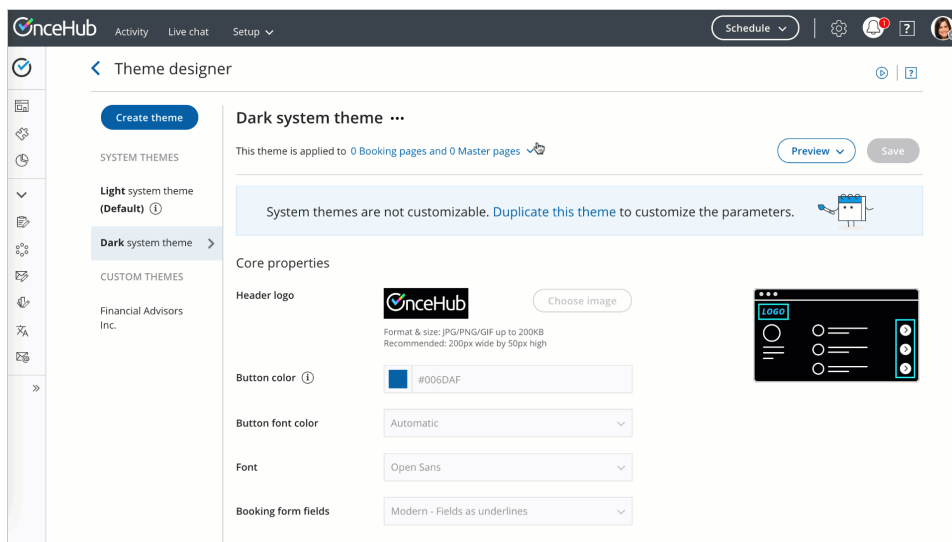 OnceHub Activity Live chat Setup Schedule 1 ?
Theme designer ?
Create theme
SYSTEM THEMES
Light system theme
(Default) i
Dark system theme
CUSTOM THEMES
Financial Advisors
Inc.
Dark system theme •••
This theme is applied to 0 Booking pages and 0 Master pages
Preview Save
System themes are not customizable. Duplicate this theme to customize the parameters.
Core properties
Header logo OnceHub Choose image
Format & size: JPG/PNG/GIF up to 200KB
Recommended: 200px wide by 50px high
LOGO
Button color i #006DAF
Button font color Automatic
Font Open Sans
Booking form fields Modern - Fields as underlines